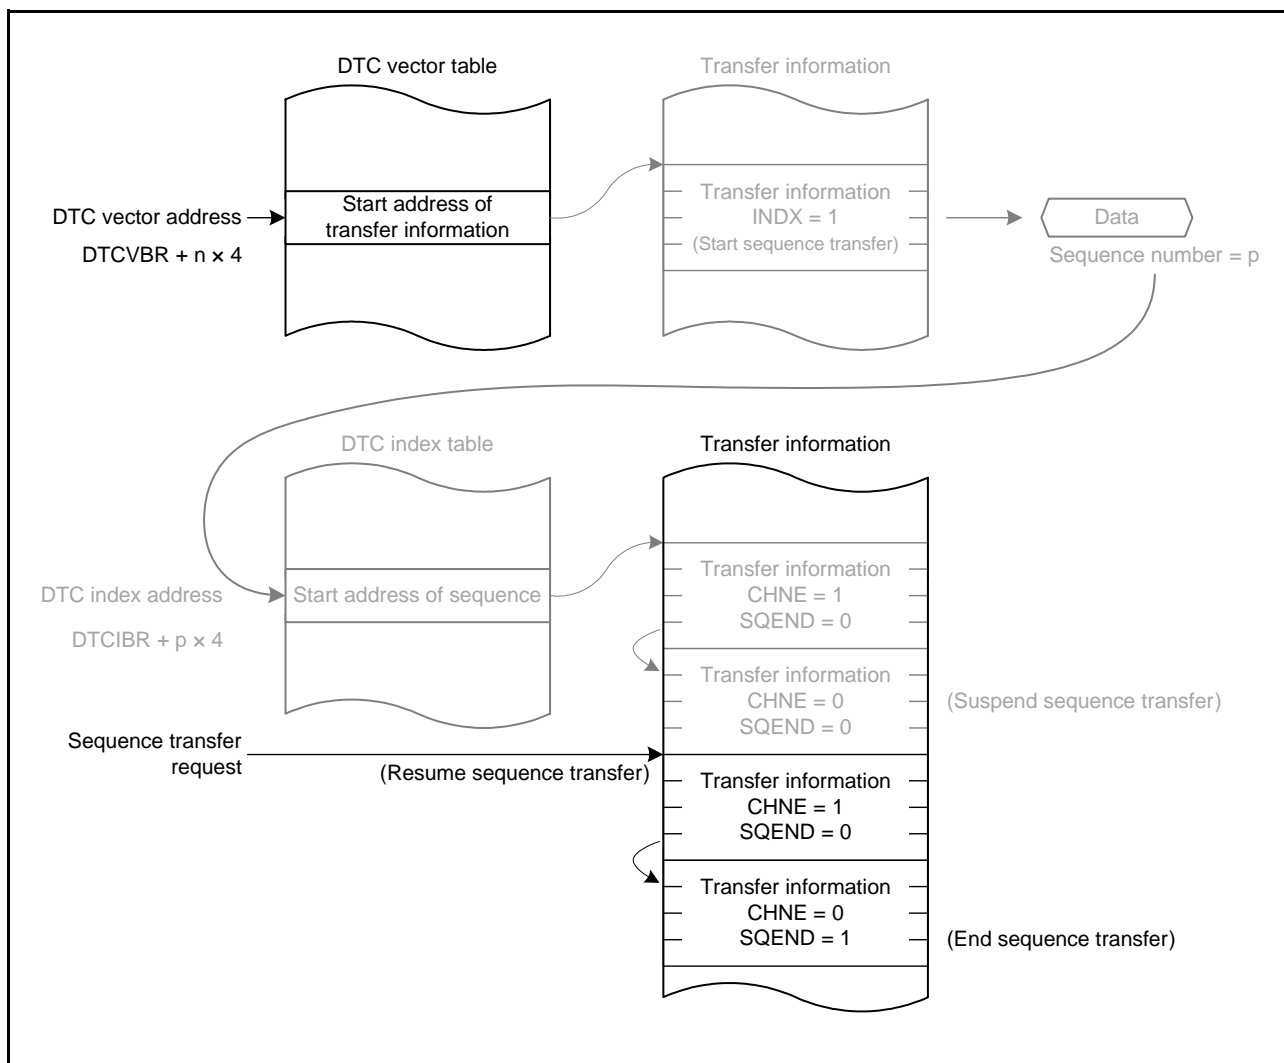 DTC vector table
Transfer information
Transfer information
INDX = 1
(Start sequence transfer)
Start address of
transfer information
DTC vector address
DTCVBR + n × 4
Data
Sequence number = p
DTC index table
Transfer information
DTC index address
DTCIBR + p × 4
Start address of sequence
Transfer information
CHNE = 1
SQEND = 0
Transfer information
CHNE = 0
SQEND = 0
(Suspend sequence transfer)
Sequence transfer
request
(Resume sequence transfer)
Transfer information
CHNE = 1
SQEND = 0
Transfer information
CHNE = 0
SQEND = 1
(End sequence transfer)